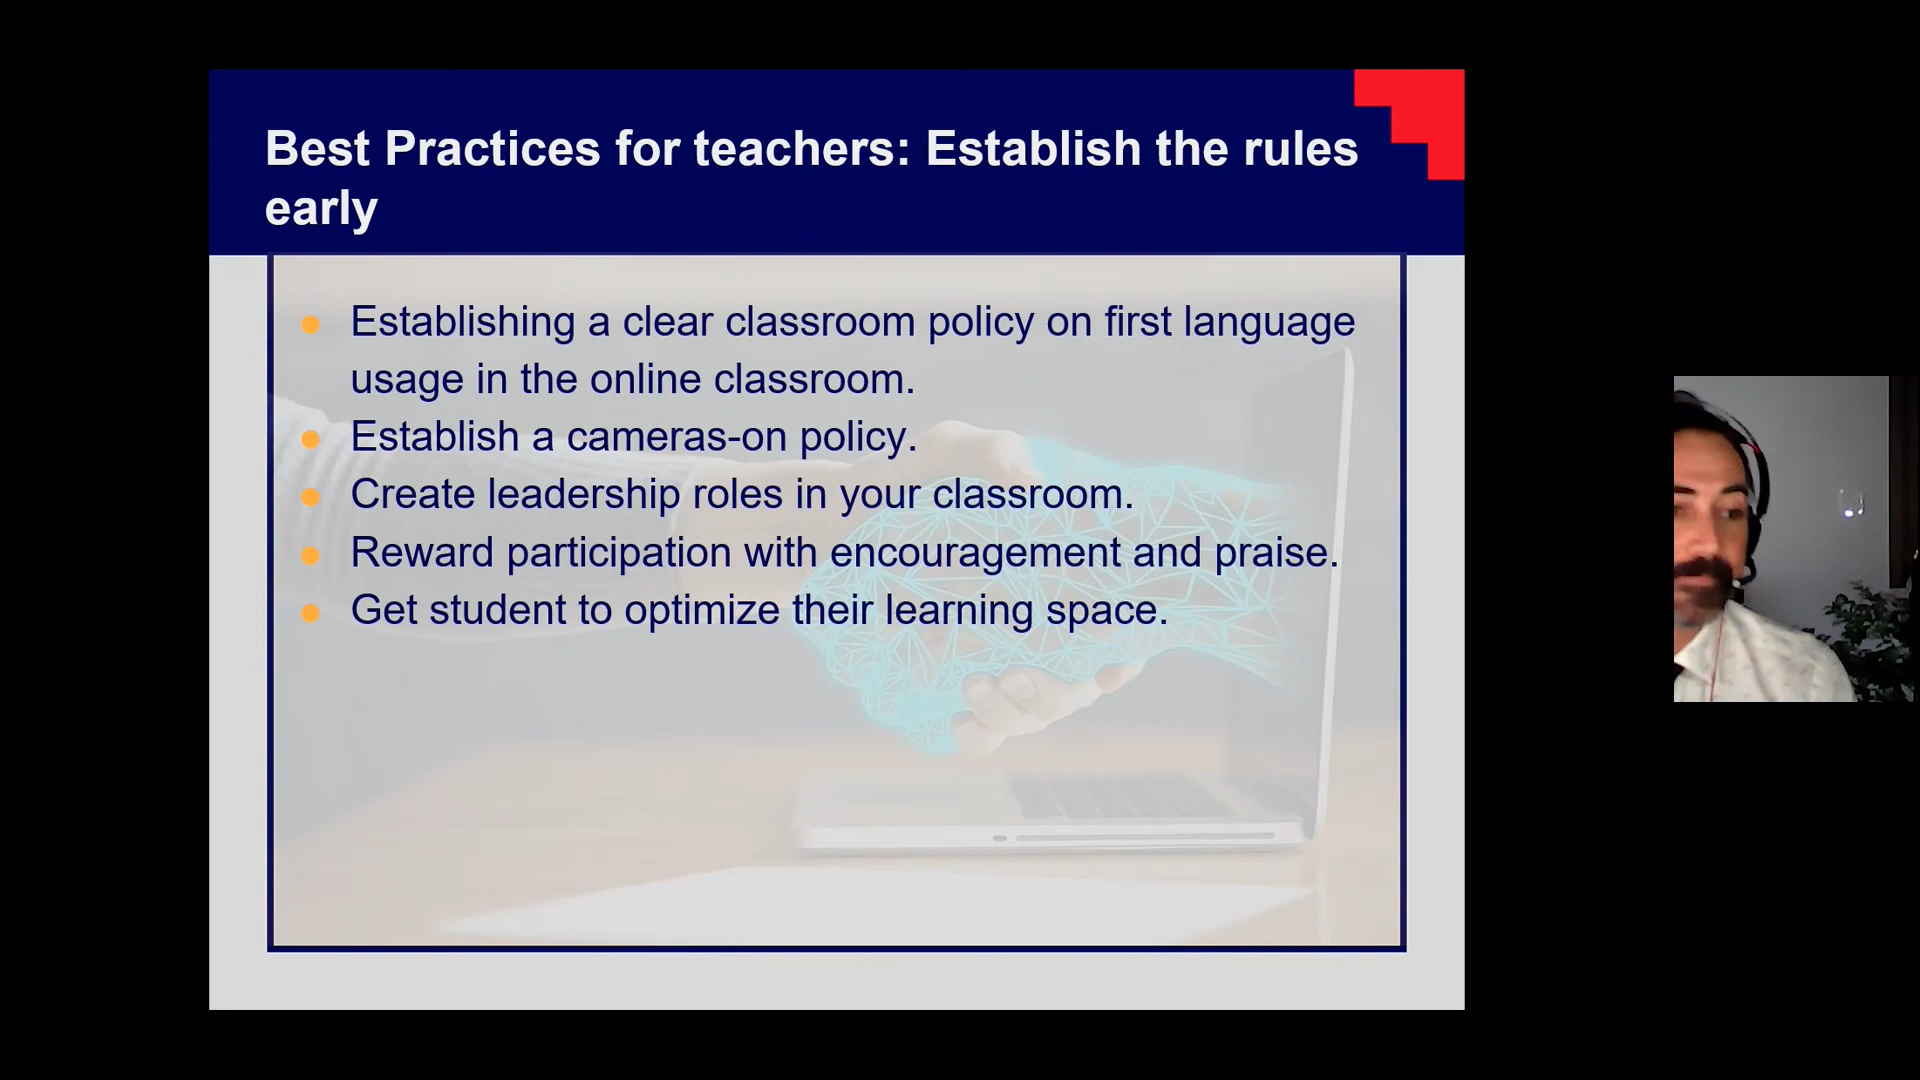 Best Practices for teachers: Establish the rules
early
Establishing a clear classroom policy on first language
usage in the online classroom.
Establish a cameras-on policy.
Create leadership roles in your classroom.
Reward participation with encouragement and praise.
Get student to optimize their learning space.